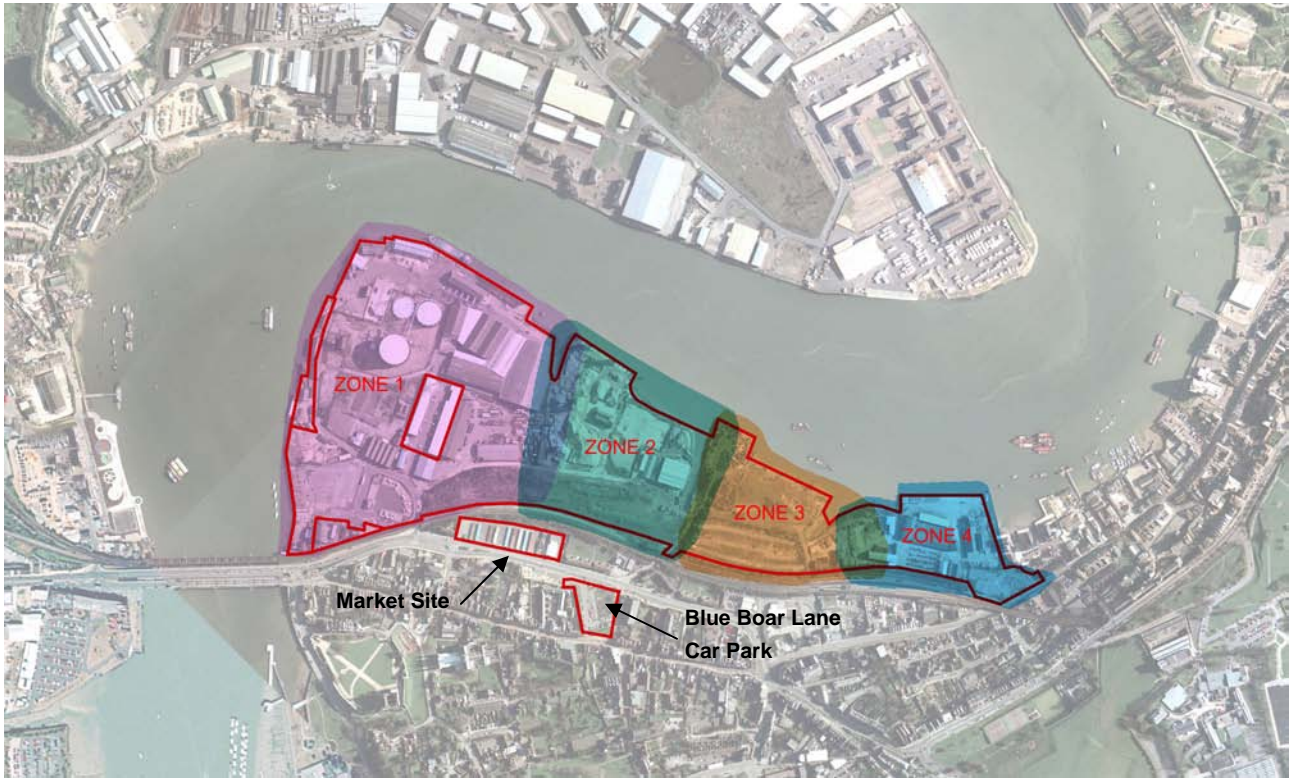 ZONE 1
ZONE 2
ZONE 3
ZONE 4
Market Site
Blue Boar Lane
Car Park